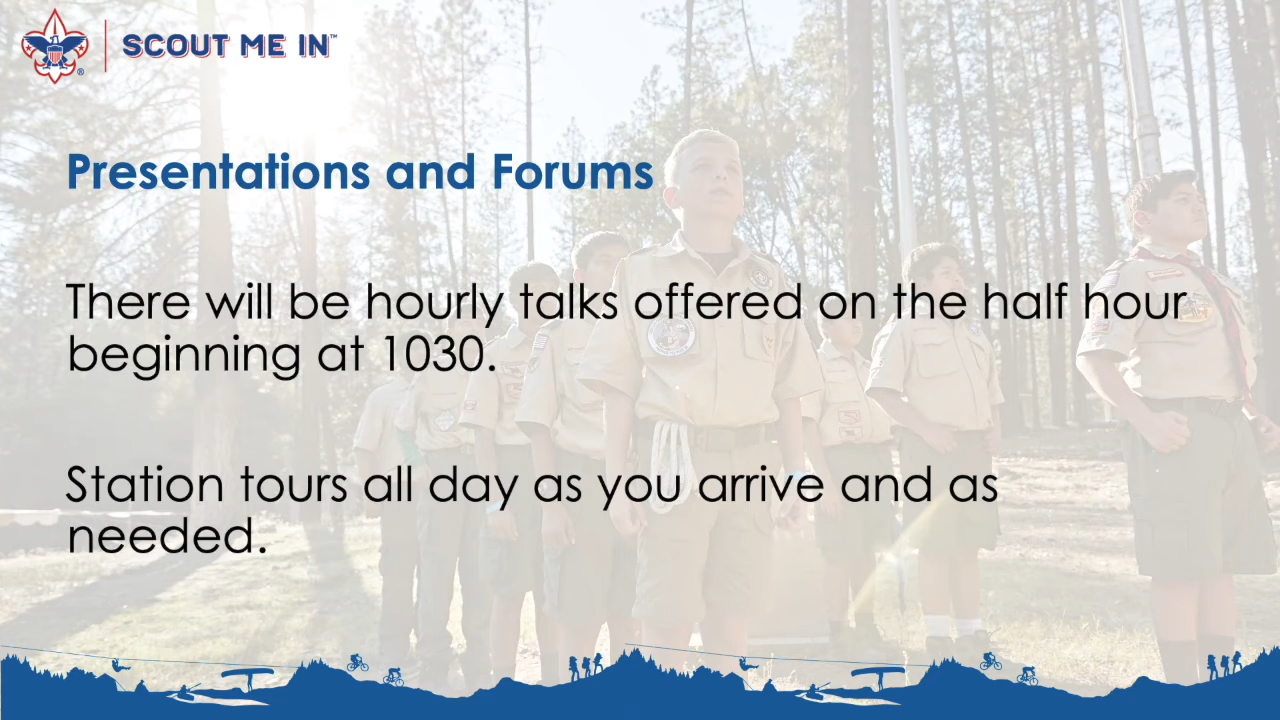 SCOUT ME IN™
Presentations and Forums
There will be hourly talks offered on the half hour
beginning at 1030.
Station tours all day as you arrive and as
needed.